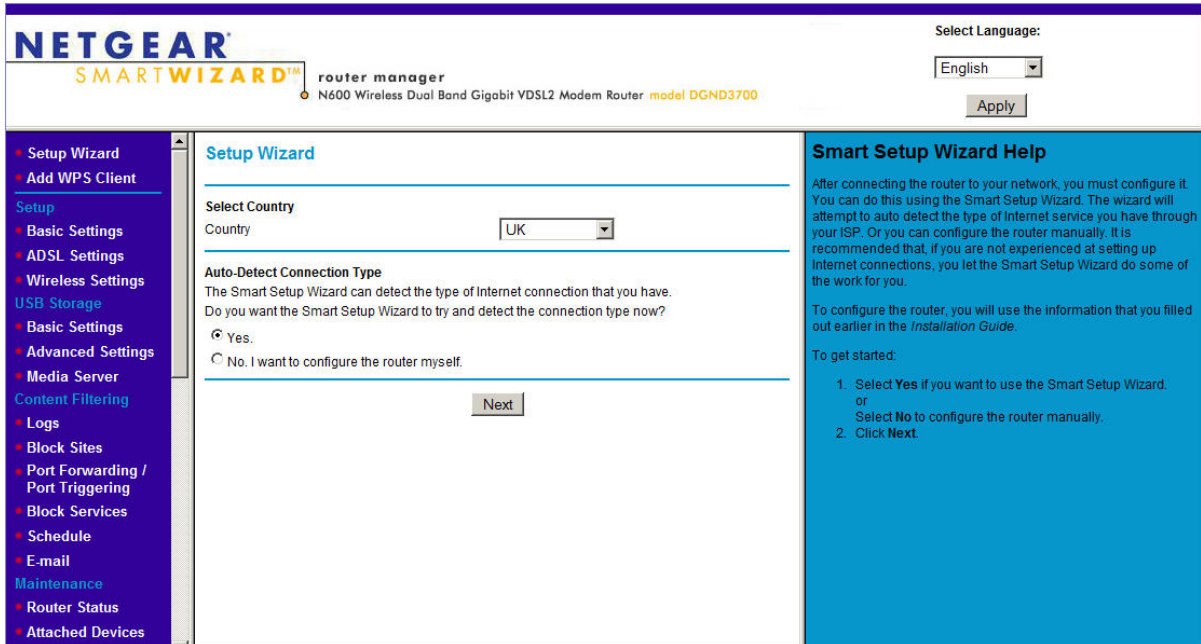 NETGEAR®
SMARTWIZARD™
router manager
N600 Wireless Dual Band Gigabit VDSL2 Modem Router model DGND3700
Select Language:
English
Apply
Setup Wizard
Add WPS Client
Setup
Basic Settings
ADSL Settings
Wireless Settings
USB Storage
Basic Settings
Advanced Settings
Media Server
Content Filtering
Logs
Block Sites
Port Forwarding /
Port Triggering
Block Services
Schedule
E-mail
Maintenance
Router Status
Attached Devices
Setup Wizard
Select Country
Country
UK
Auto-Detect Connection Type
The Smart Setup Wizard can detect the type of Internet connection that you have.
Do you want the Smart Setup Wizard to try and detect the connection type now?
Yes.
No. I want to configure the router myself.
Next
Smart Setup Wizard Help
After connecting the router to your network, you must configure it.
You can do this using the Smart Setup Wizard. The wizard will
attempt to auto detect the type of Internet service you have through
your ISP. Or you can configure the router manually. It is
recommended that, if you are not experienced at setting up
Internet connections, you let the Smart Setup Wizard do some of
the work for you.
To configure the router, you will use the information that you filled
out earlier in the Installation Guide.
To get started:
1. Select Yes if you want to use the Smart Setup Wizard.
or
Select No to configure the router manually.
2. Click Next.